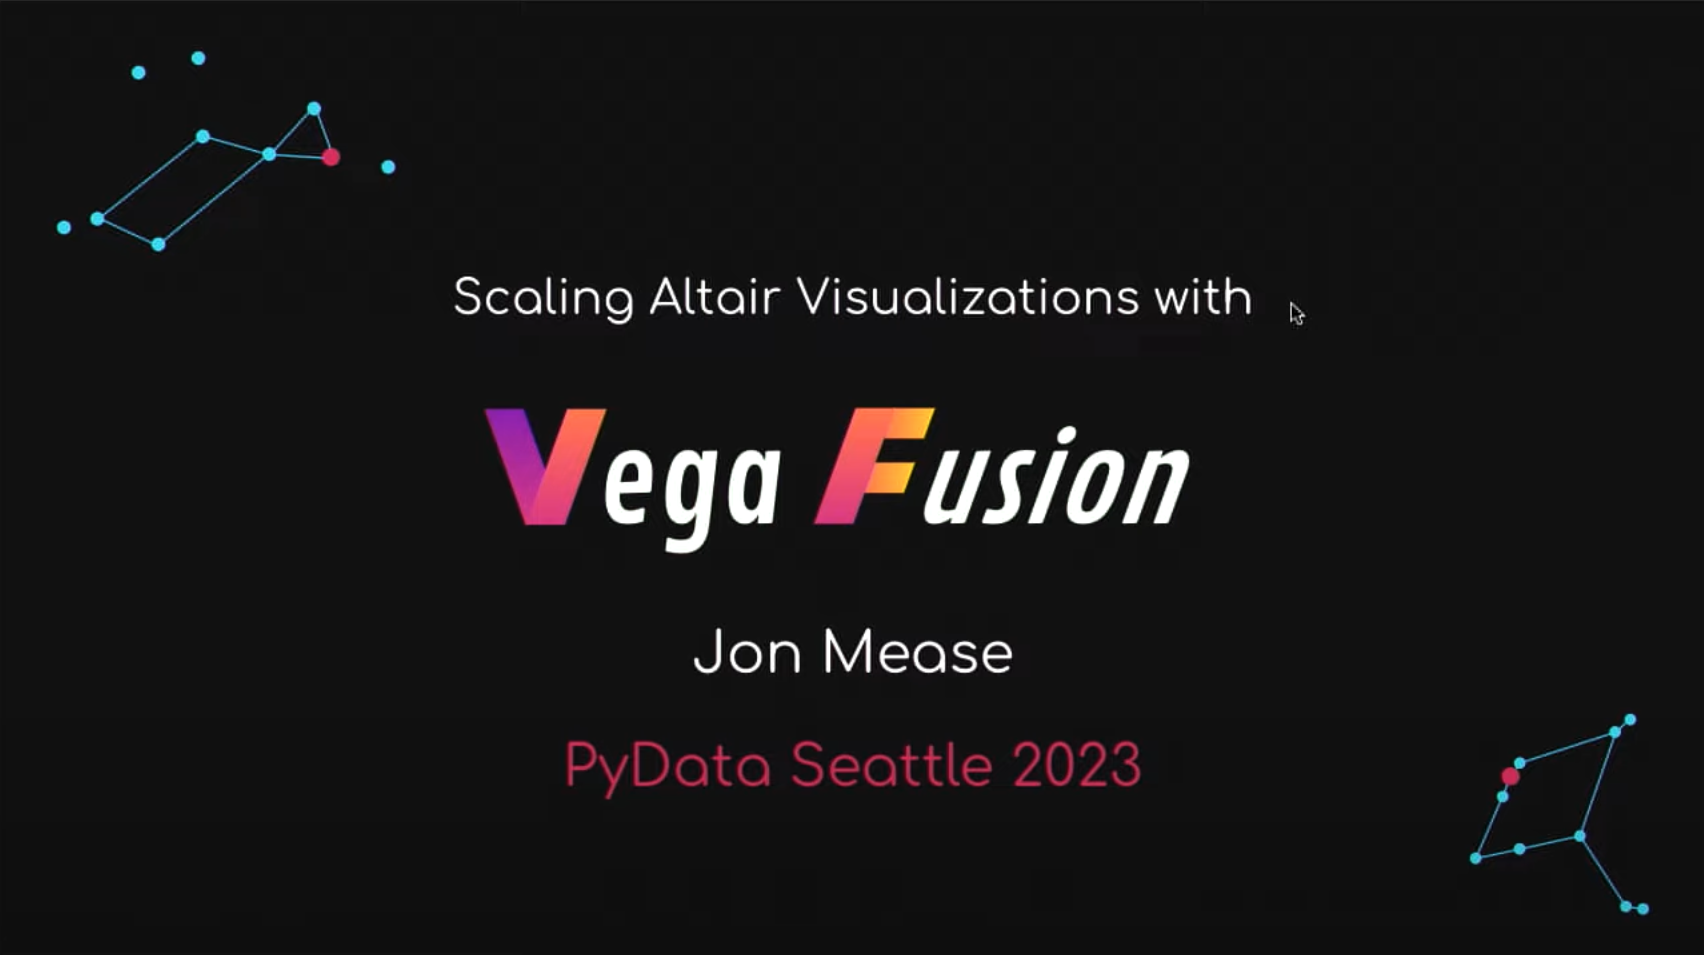 Scaling Altair Visualizations with
Vega Fusion
Jon Mease
PyData Seattle 2023